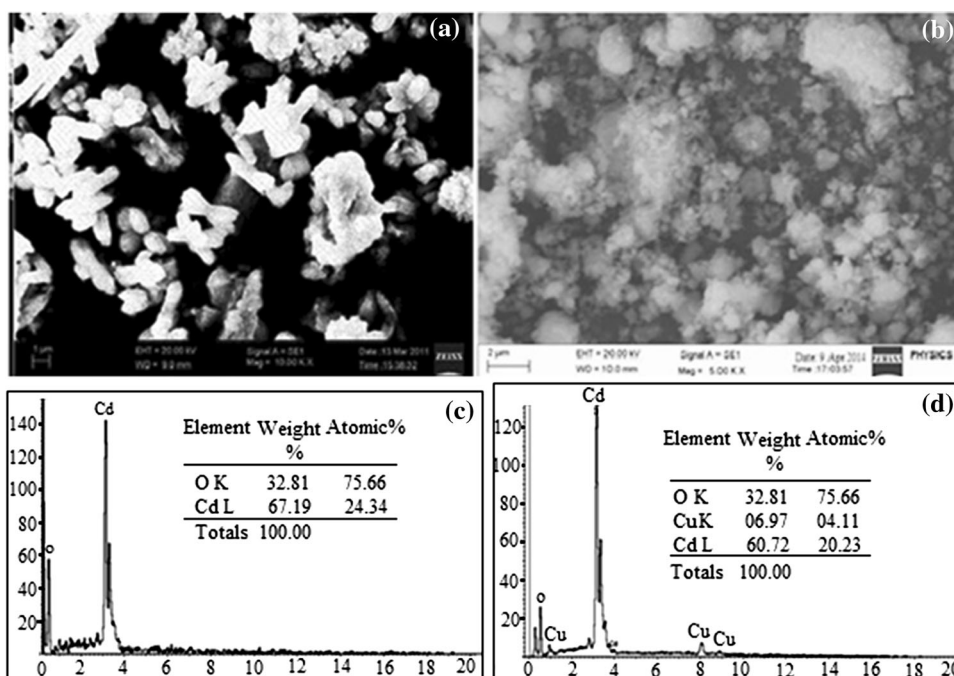 (a)
1 µm
EHT = 20.00 kV
WD = 9.0 mm
Signal A = SE1
Mag = 10.00 K X
Date :13 Mar 2011
ZEISS
(b)
2 µm
EHT = 20.00 kV
WD = 10.0 mm
Signal A = SE1
Mag = 5.00 K X
Date :9 Apr 2014
Time :17:03:57
ZEISS
PHYSICS
(c)
Cd
O
Element Weight Atomic%
%
O K 32.81 75.66
Cd L 67.19 24.34
Totals 100.00
140
120
100
80
60
40
20
0 2 4 6 8 10 12 14 16 18 20
(d)
Cd
O
Cu
Cu
Cu
Element Weight Atomic%
%
O K 32.81 75.66
Cu K 06.97 04.11
Cd L 60.72 20.23
Totals 100.00
120
100
80
60
40
20
0 2 4 6 8 10 12 14 16 18 20